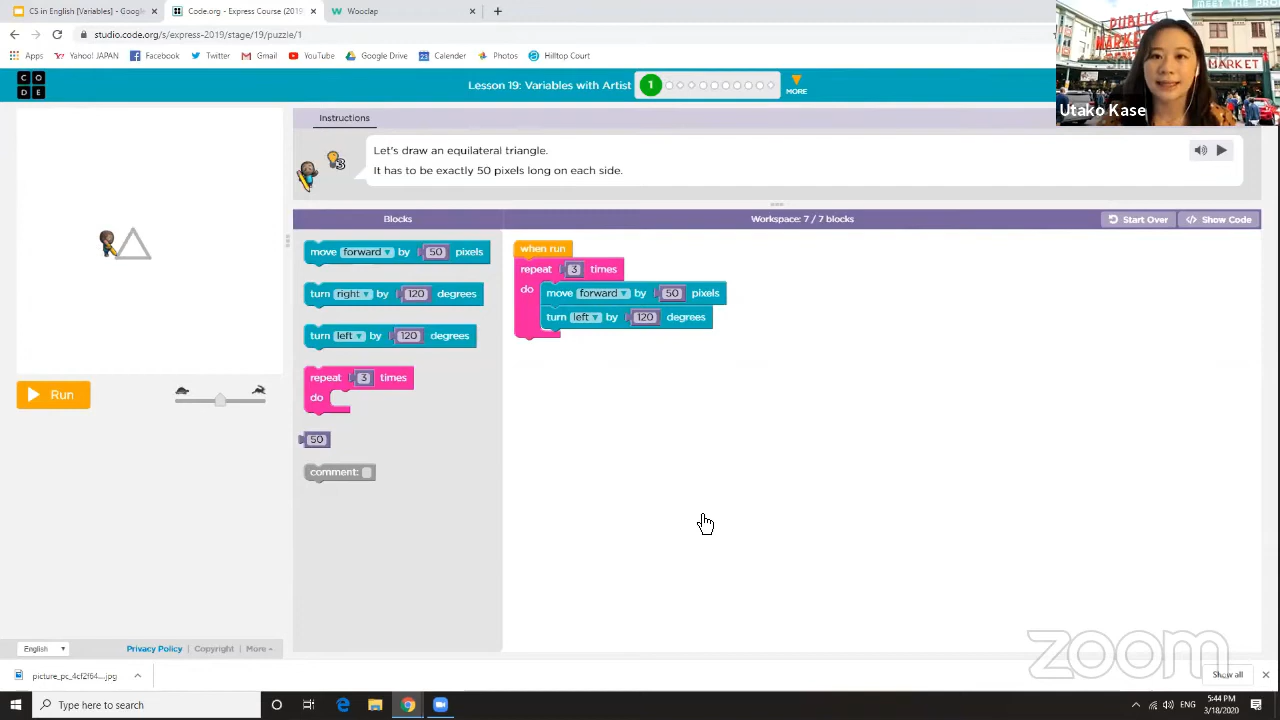 CS in English [Variables] - Googl
Code.org - Express Course (2019
Wooclap
studio.code.org/s/express-2019/stage/19/puzzle/1
Apps
Yahoo! JAPAN
Facebook
Twitter
Gmail
YouTube
Google Drive
Calender
Photos
Hilltop Court
PUBLIC
MARKET
MEET THE PRO
MARKET
Utako Kase
C O
D E
Lesson 19: Variables with Artist
1
MORE
Instructions
3
Let's draw an equilateral triangle.
It has to be exactly 50 pixels long on each side.
Blocks
Workspace: 7 / 7 blocks
Start Over
</> Show Code
move forward by 50 pixels
turn right by 120 degrees
turn left by 120 degrees
repeat 3 times
do
50
comment:
when run
repeat 3 times
do
move forward by 50 pixels
turn left by 120 degrees
Run
English
Privacy Policy
Copyright
More
zoom
picture_pc_4cf2f64....jpg
Show all
Type here to search
ENG
5:44 PM
3/18/2020